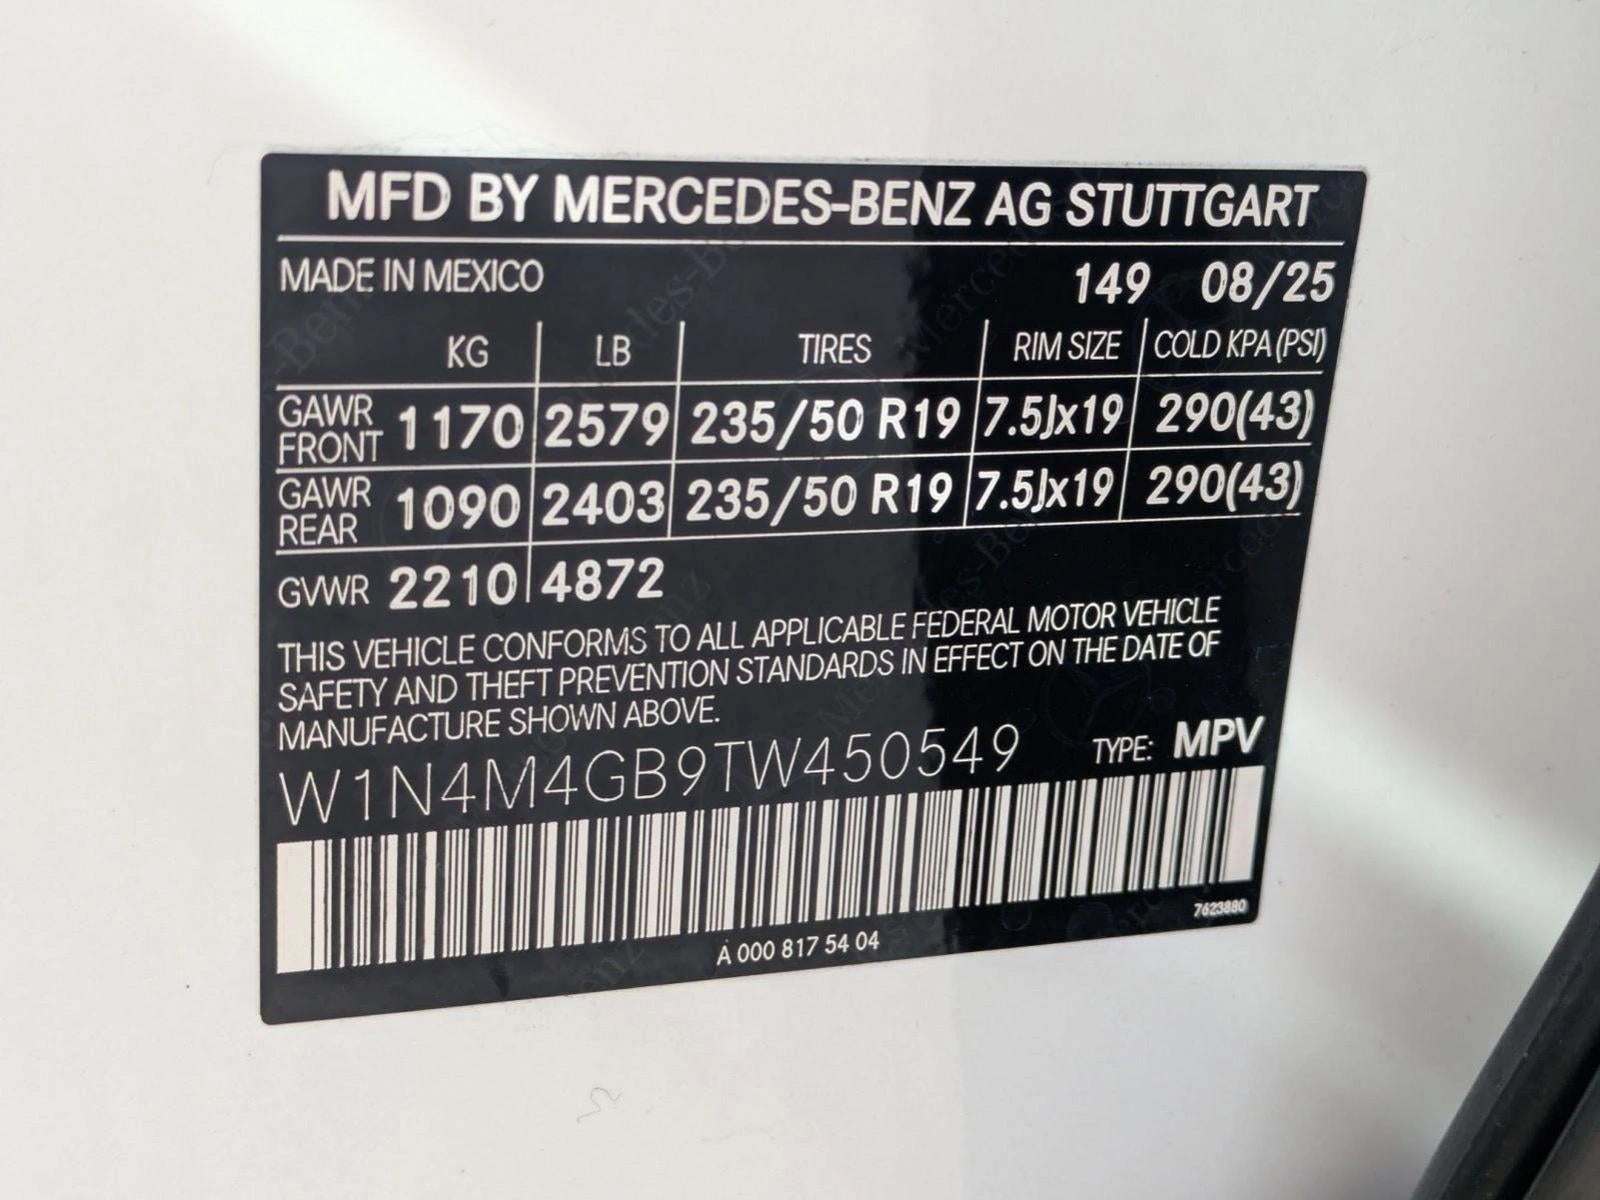 MFD BY MERCEDES-BENZ AG STUTTGART
MADE IN MEXICO 149 08/25
KG LB TIRES RIM SIZE COLD KPA(PSI)
GAWR FRONT 1170 2579 235/50 R19 7.5Jx19 290(43)
GAWR REAR 1090 2403 235/50 R19 7.5Jx19 290(43)
GVWR 2210 4872
THIS VEHICLE CONFORMS TO ALL APPLICABLE FEDERAL MOTOR VEHICLE
SAFETY AND THEFT PREVENTION STANDARDS IN EFFECT ON THE DATE OF
MANUFACTURE SHOWN ABOVE.
W1N4M4GB9TW450549 TYPE: MPV
7623880
A 000 817 54 04